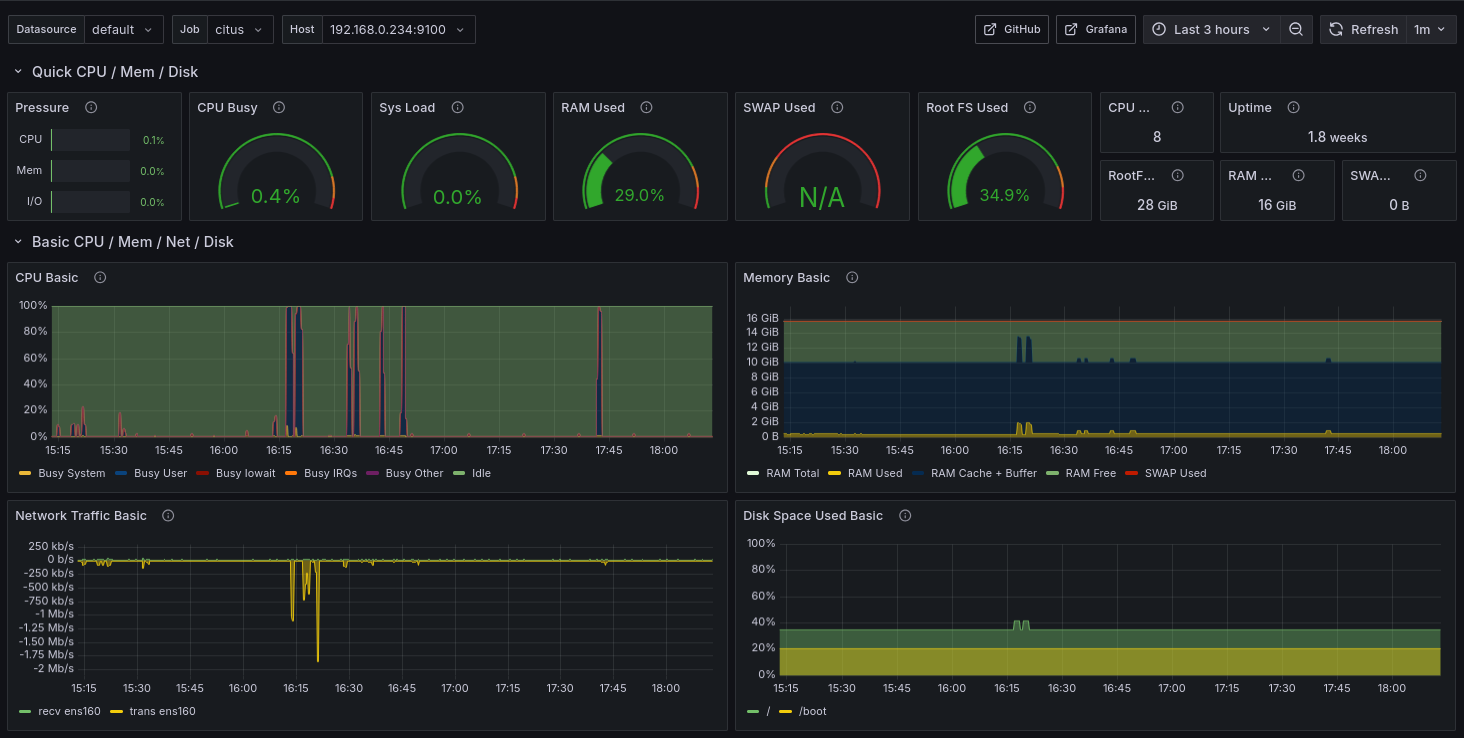 Datasource default Job citus Host 192.168.0.234:9100 GitHub Grafana Last 3 hours Refresh 1m
Quick CPU / Mem / Disk
Pressure CPU Busy Sys Load RAM Used SWAP Used Root FS Used CPU ... Uptime
CPU 0.1%
Mem 0.0%
I/O 0.0%
0.4% 0.0% 29.0% N/A 34.9%
8 1.8 weeks
RootF... RAM ... SWA...
28 GiB 16 GiB 0 B
Basic CPU / Mem / Net / Disk
CPU Basic
100%
80%
60%
40%
20%
0%
15:15 15:30 15:45 16:00 16:15 16:30 16:45 17:00 17:15 17:30 17:45 18:00
Busy System Busy User Busy Iowait Busy IRQs Busy Other Idle
Memory Basic
16 GiB
14 GiB
12 GiB
10 GiB
8 GiB
6 GiB
4 GiB
2 GiB
0 B
15:15 15:30 15:45 16:00 16:15 16:30 16:45 17:00 17:15 17:30 17:45 18:00
RAM Total RAM Used RAM Cache + Buffer RAM Free SWAP Used
Network Traffic Basic
250 kb/s
0 b/s
-250 kb/s
-500 kb/s
-750 kb/s
-1 Mb/s
-1.25 Mb/s
-1.50 Mb/s
-1.75 Mb/s
-2 Mb/s
15:15 15:30 15:45 16:00 16:15 16:30 16:45 17:00 17:15 17:30 17:45 18:00
recv ens160 trans ens160
Disk Space Used Basic
100%
80%
60%
40%
20%
0%
15:15 15:30 15:45 16:00 16:15 16:30 16:45 17:00 17:15 17:30 17:45 18:00
/ /boot